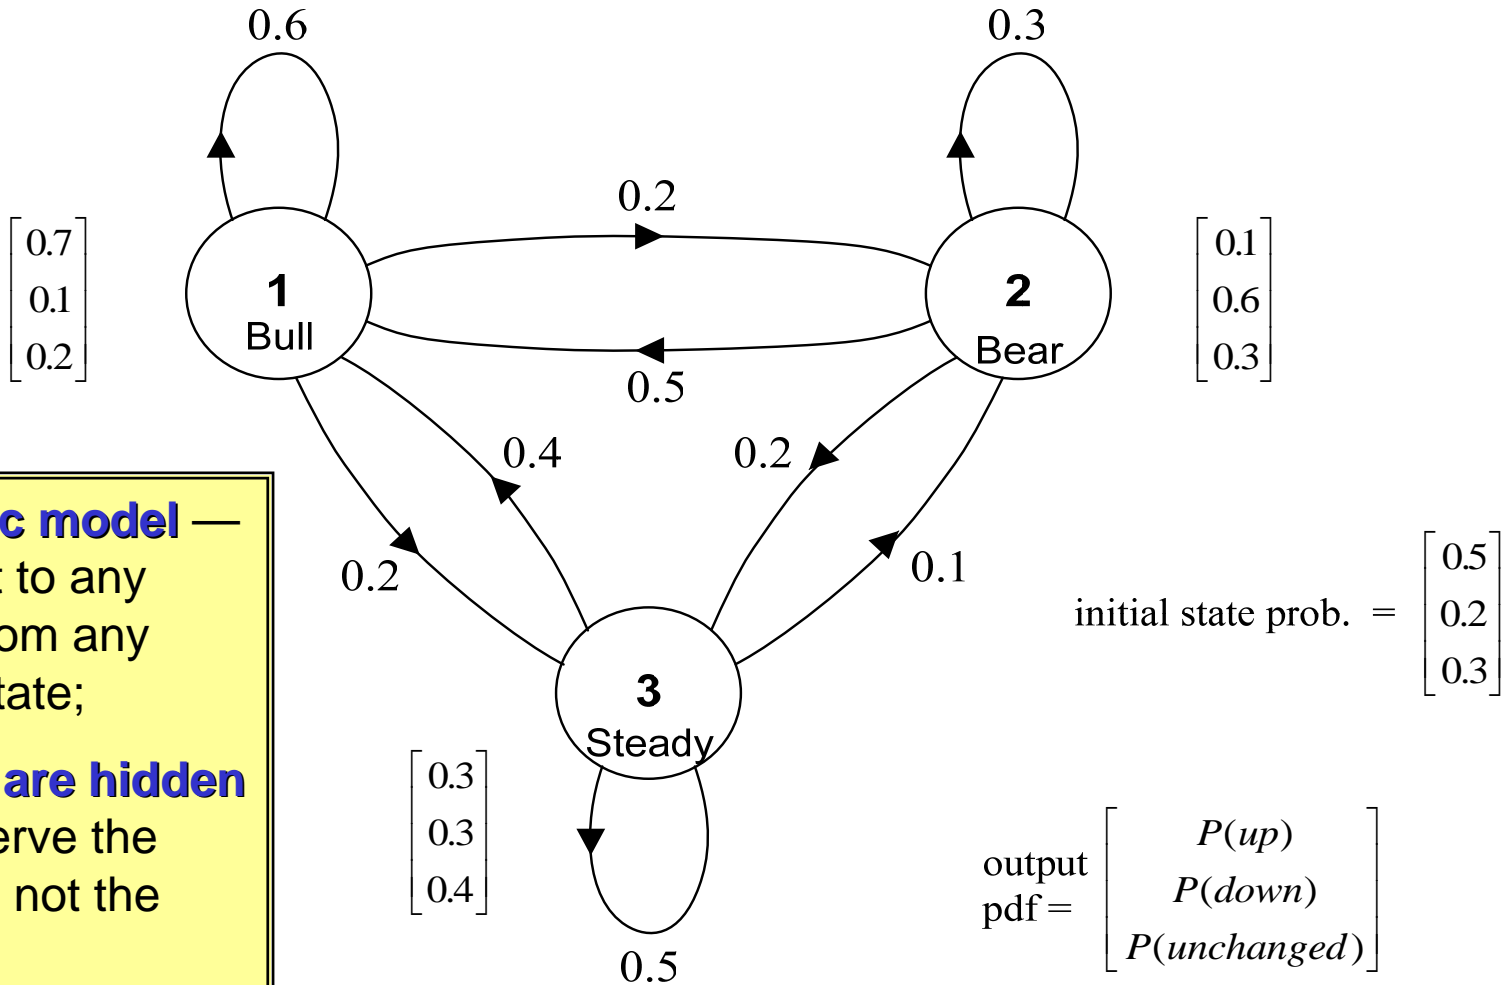 0.6
0.3
0.2
0.7
0.1
0.2
1
Bull
2
Bear
0.1
0.6
0.3
0.5
0.4
0.2
c model —
t to any
om any
tate;
are hidden
erve the
not the
0.2
0.1
initial state prob. =
0.5
0.2
0.3
3
Steady
0.3
0.3
0.4
0.5
output
pdf =
P(up)
P(down)
P(unchanged)